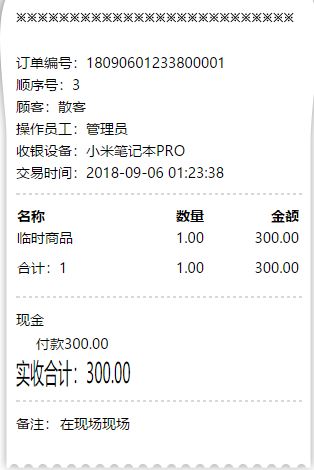 ※※※※※※※※※※※※※※※※※※※※※※※※※※
订单编号：18090601233800001
顺序号：3
顾客：散客
操作员工：管理员
收银设备：小米笔记本PRO
交易时间：2018-09-06 01:23:38
名称 数量 金额
临时商品 1.00 300.00
合计：1 1.00 300.00
现金
付款300.00
实收合计：300.00
备注：在现场现场